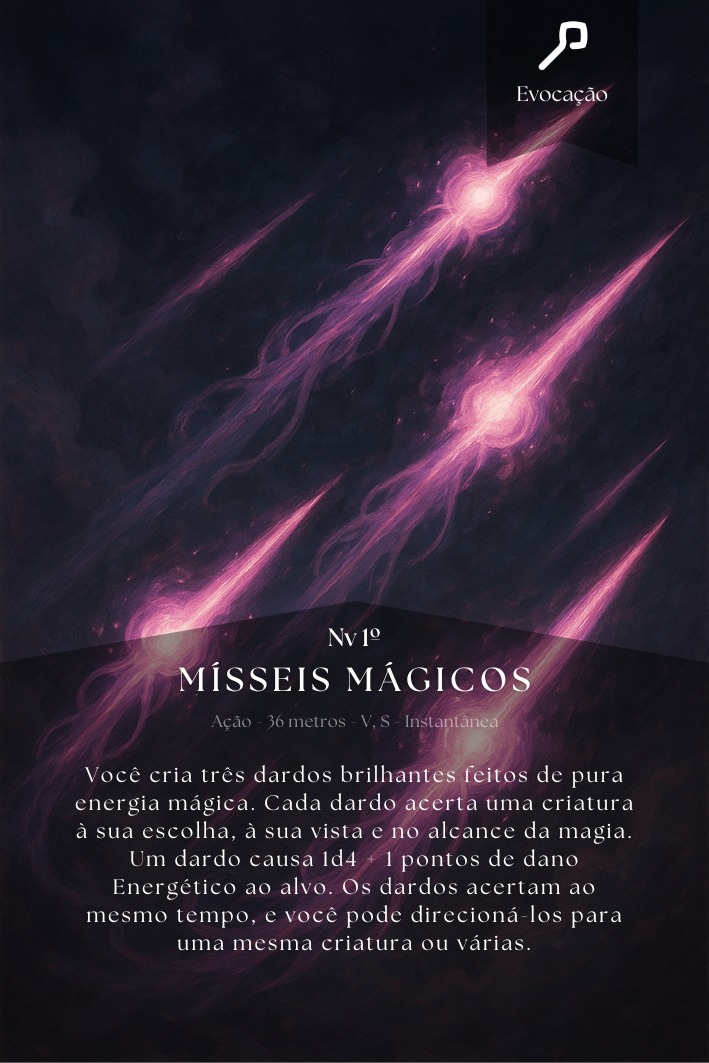 Evocação
Nv 1º
MÍSSEIS MÁGICOS
Ação - 36 metros - V, S - Instantânea
Você cria três dardos brilhantes feitos de pura
energia mágica. Cada dardo acerta uma criatura
à sua escolha, à sua vista e no alcance da magia.
Um dardo causa 1d4 + 1 pontos de dano
Energético ao alvo. Os dardos acertam ao
mesmo tempo, e você pode direcioná-los para
uma mesma criatura ou várias.